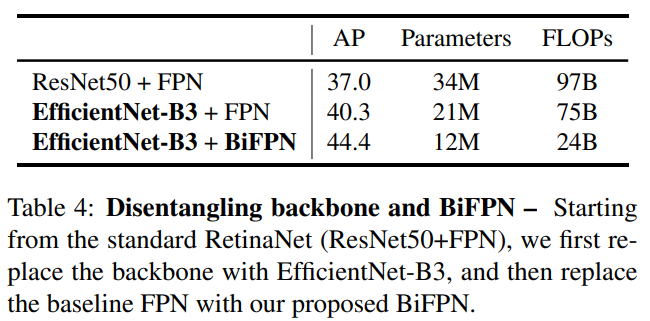 AP Parameters FLOPs
ResNet50 + FPN 37.0 34M 97B
EfficientNet-B3 + FPN 40.3 21M 75B
EfficientNet-B3 + BiFPN 44.4 12M 24B
Table 4: Disentangling backbone and BiFPN – Starting
from the standard RetinaNet (ResNet50+FPN), we first re-
place the backbone with EfficientNet-B3, and then replace
the baseline FPN with our proposed BiFPN.